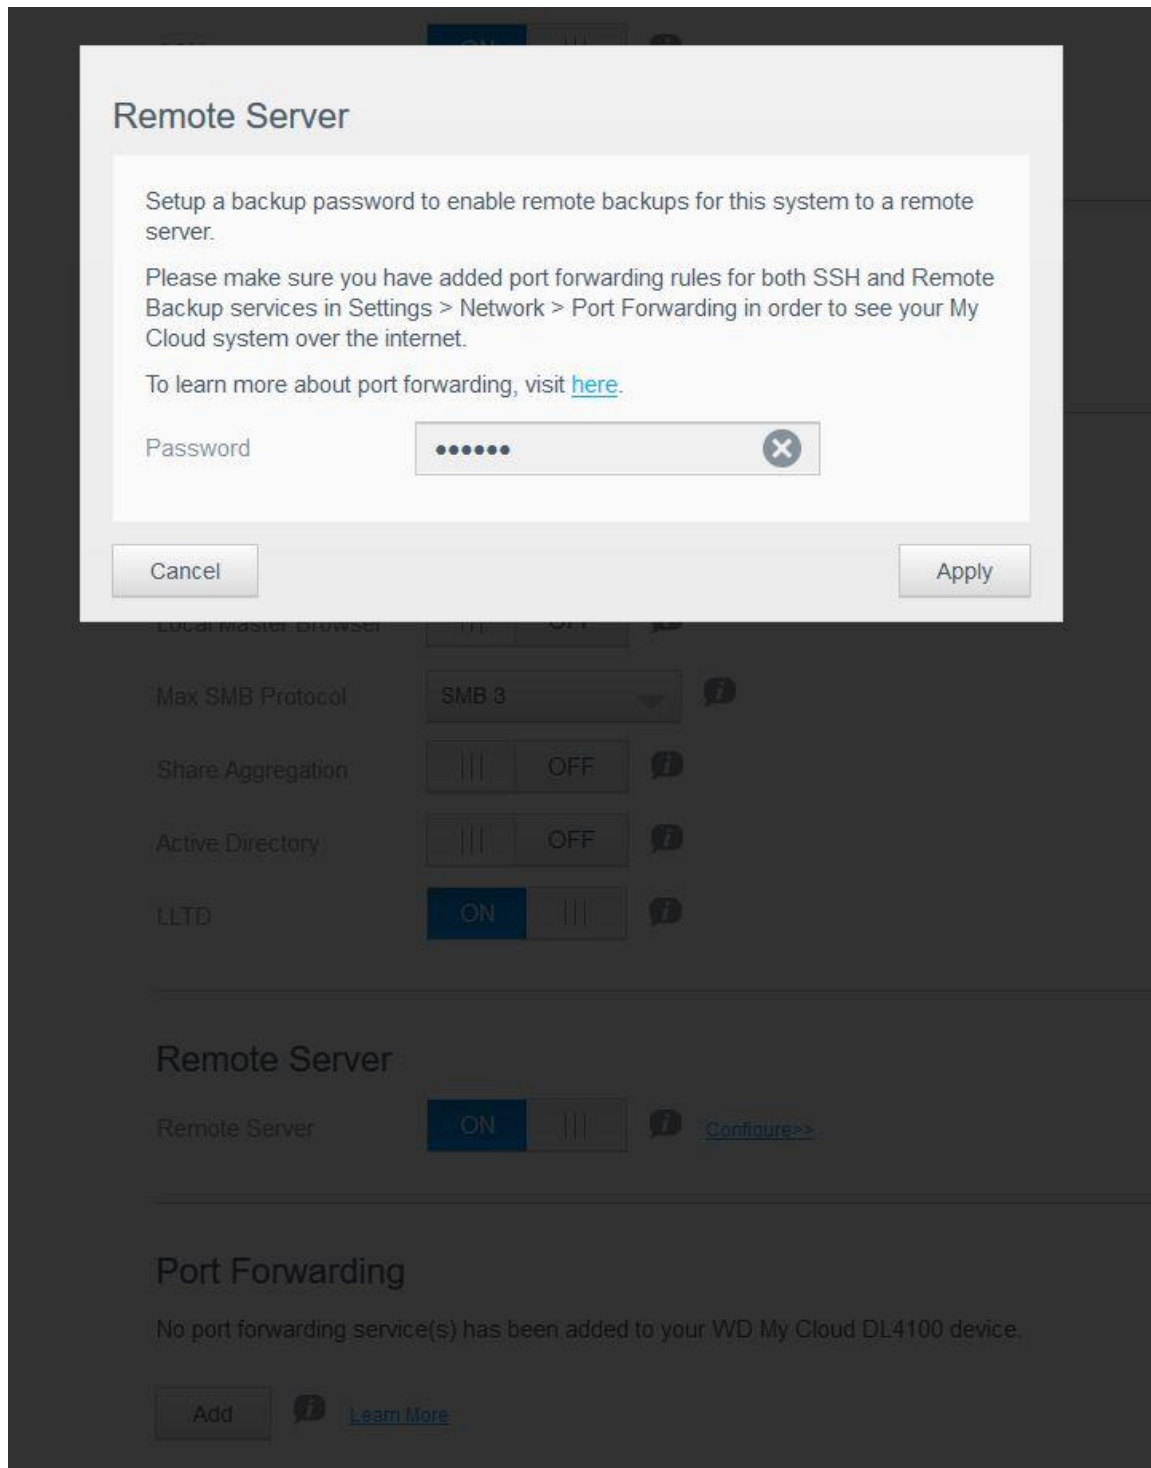 ON
Remote Server
Setup a backup password to enable remote backups for this system to a remote
server.
Please make sure you have added port forwarding rules for both SSH and Remote
Backup services in Settings > Network > Port Forwarding in order to see your My
Cloud system over the internet.
To learn more about port forwarding, visit here.
Password ••••••
Cancel Apply
Local Master Browser OFF
Max SMB Protocol SMB 3
Share Aggregation OFF
Active Directory OFF
LLTD ON
Remote Server
Remote Server ON Configure>>
Port Forwarding
No port forwarding service(s) has been added to your WD My Cloud DL4100 device.
Add Learn More